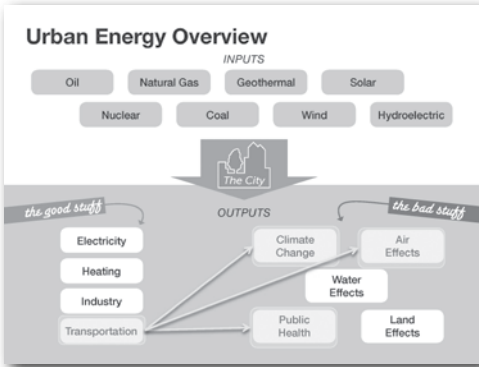 Urban Energy Overview
INPUTS
Oil
Natural Gas
Geothermal
Solar
Nuclear
Coal
Wind
Hydroelectric
The City
the good stuff
OUTPUTS
the bad stuff
Electricity
Climate
Change
Air
Effects
Heating
Water
Effects
Industry
Transportation
Public
Health
Land
Effects